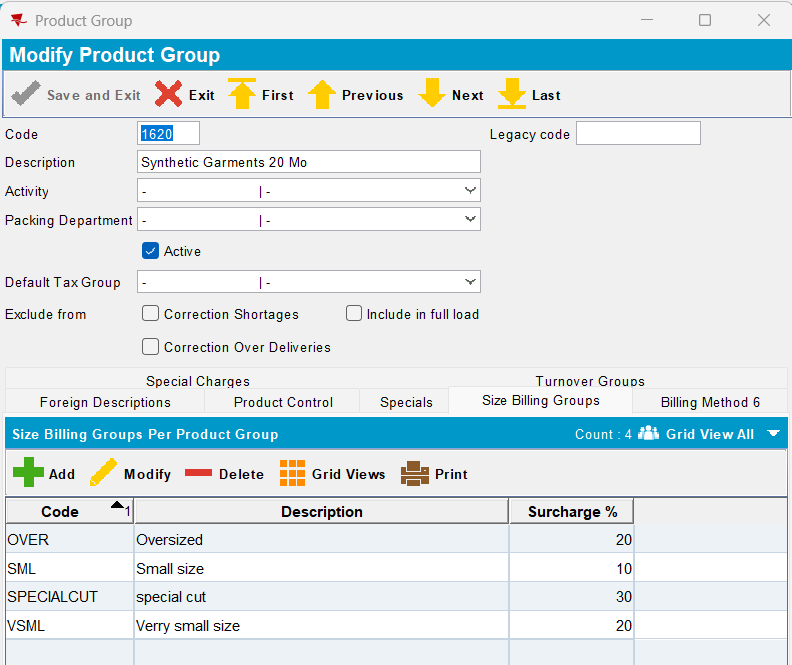 Product Group
Modify Product Group
Save and Exit Exit First Previous Next Last
Code 1620 Legacy code
Description Synthetic Garments 20 Mo
Activity - | -
Packing Department - | -
Active
Default Tax Group - | -
Exclude from Correction Shortages Include in full load
Correction Over Deliveries
Special Charges Turnover Groups
Foreign Descriptions Product Control Specials Size Billing Groups Billing Method 6
Size Billing Groups Per Product Group Count : 4 Grid View All
Add Modify Delete Grid Views Print
Code 1 Description Surcharge %
OVER Oversized 20
SML Small size 10
SPECIALCUT special cut 30
VSML Verry small size 20